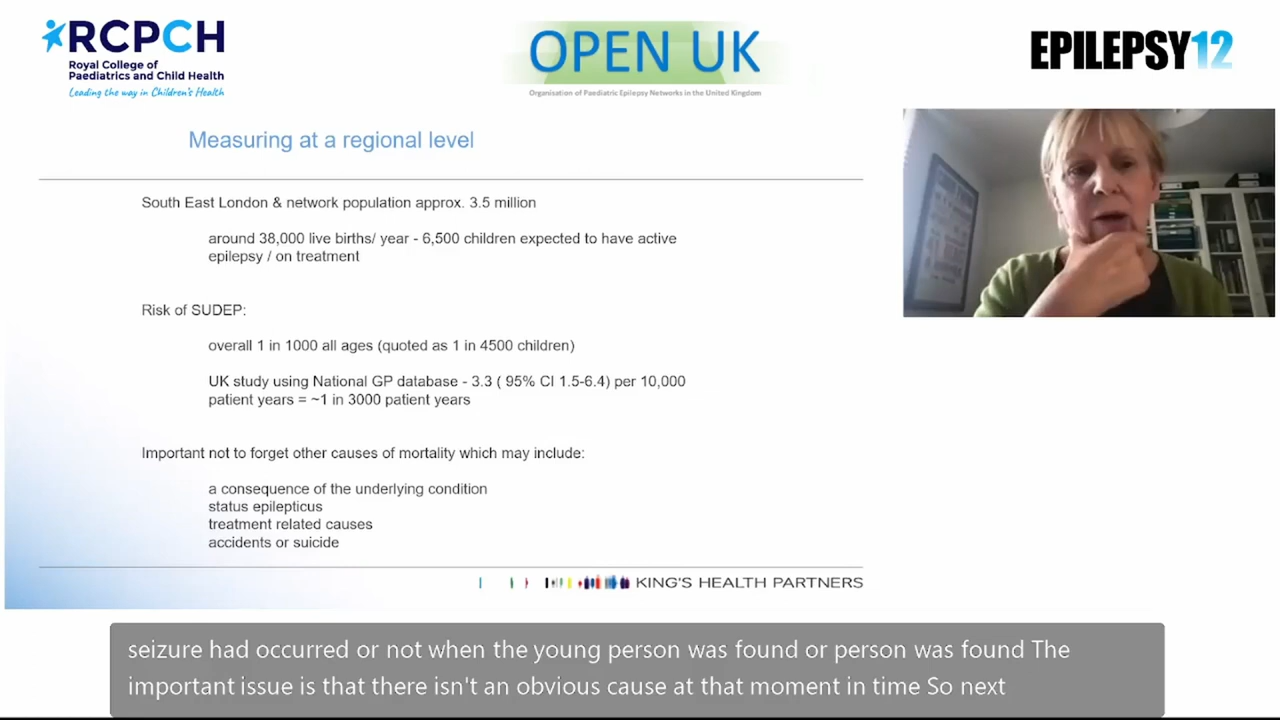 RCPCH
Royal College of
Paediatrics and Child Health
Leading the way in Children's Health
OPEN UK
Organisation of Paediatric Epilepsy Networks in the United Kingdom
EPILEPSY12
Measuring at a regional level
South East London & network population approx. 3.5 million
around 38,000 live births/ year - 6,500 children expected to have active
epilepsy / on treatment
Risk of SUDEP:
overall 1 in 1000 all ages (quoted as 1 in 4500 children)
UK study using National GP database - 3.3 ( 95% CI 1.5-6.4) per 10,000
patient years = ~1 in 3000 patient years
Important not to forget other causes of mortality which may include:
a consequence of the underlying condition
status epilepticus
treatment related causes
accidents or suicide
KING'S HEALTH PARTNERS
seizure had occurred or not when the young person was found or person was found The
important issue is that there isn't an obvious cause at that moment in time So next